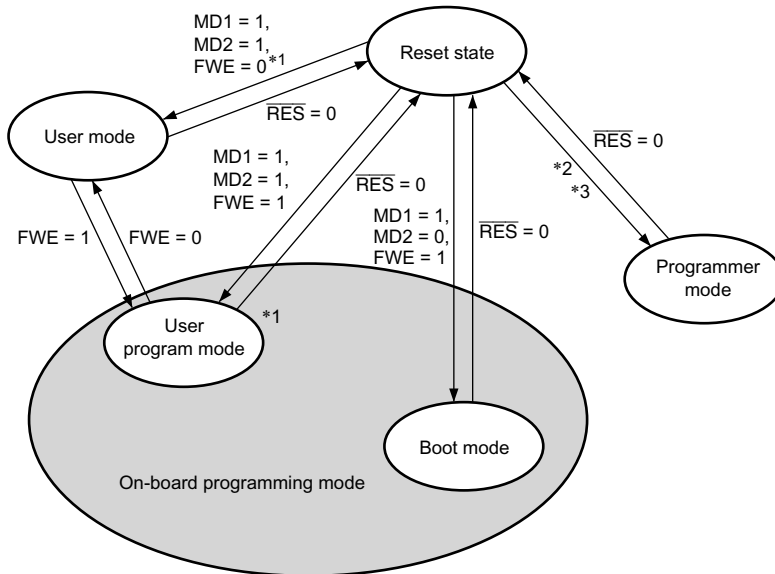 MD1 = 1,
MD2 = 1,
FWE = 0*1
Reset state
RES = 0
User mode
MD1 = 1,
MD2 = 1,
FWE = 1
RES = 0
RES = 0
*2
*3
MD1 = 1,
MD2 = 0,
FWE = 1
RES = 0
FWE = 1
FWE = 0
Programmer
mode
User
program mode
*1
Boot mode
On-board programming mode